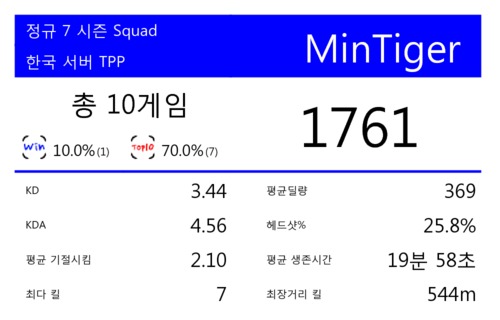 정규 7 시즌 Squad
한국 서버 TPP
MinTiger
총 10게임
Win 10.0%(1) Top10 70.0%(7)
1761
KD 3.44 평균딜량 369
KDA 4.56 헤드샷% 25.8%
평균 기절시킴 2.10 평균 생존시간 19분 58초
최다 킬 7 최장거리 킬 544m